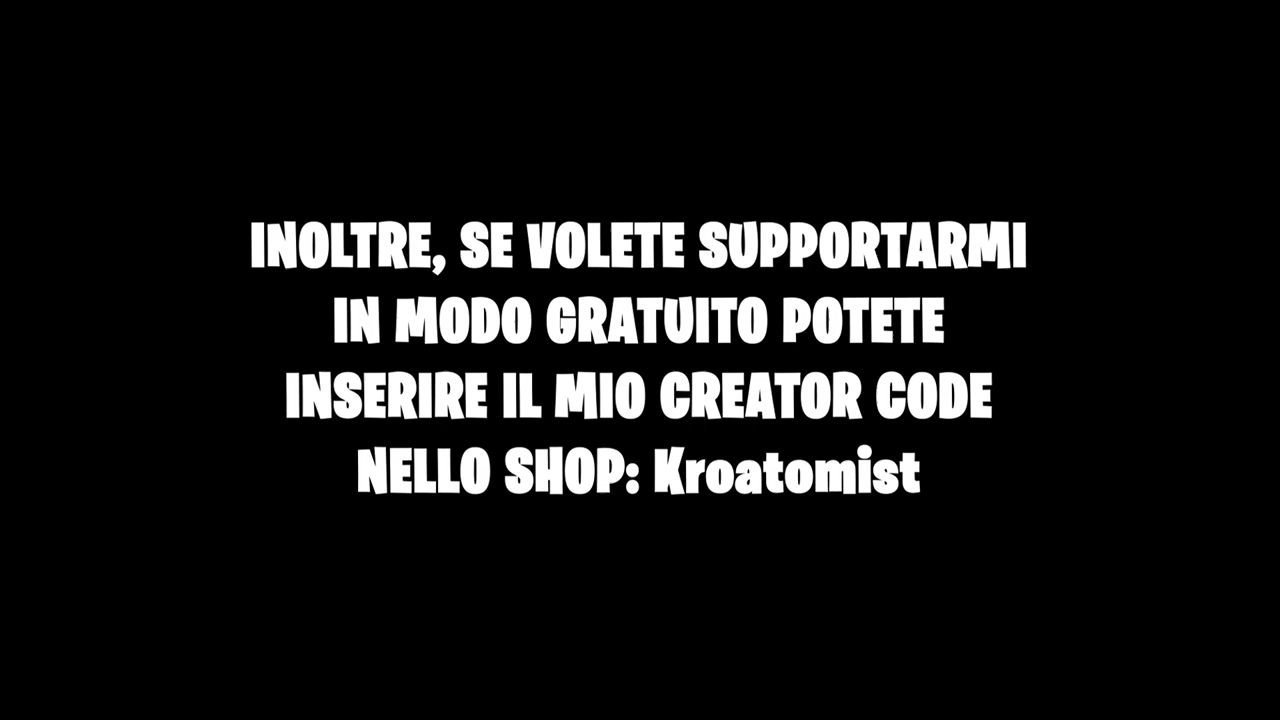 INOLTRE, SE VOLETE SUPPORTARMI
IN MODO GRATUITO POTETE
INSERIRE IL MIO CREATOR CODE
NELLO SHOP: Kroatomist